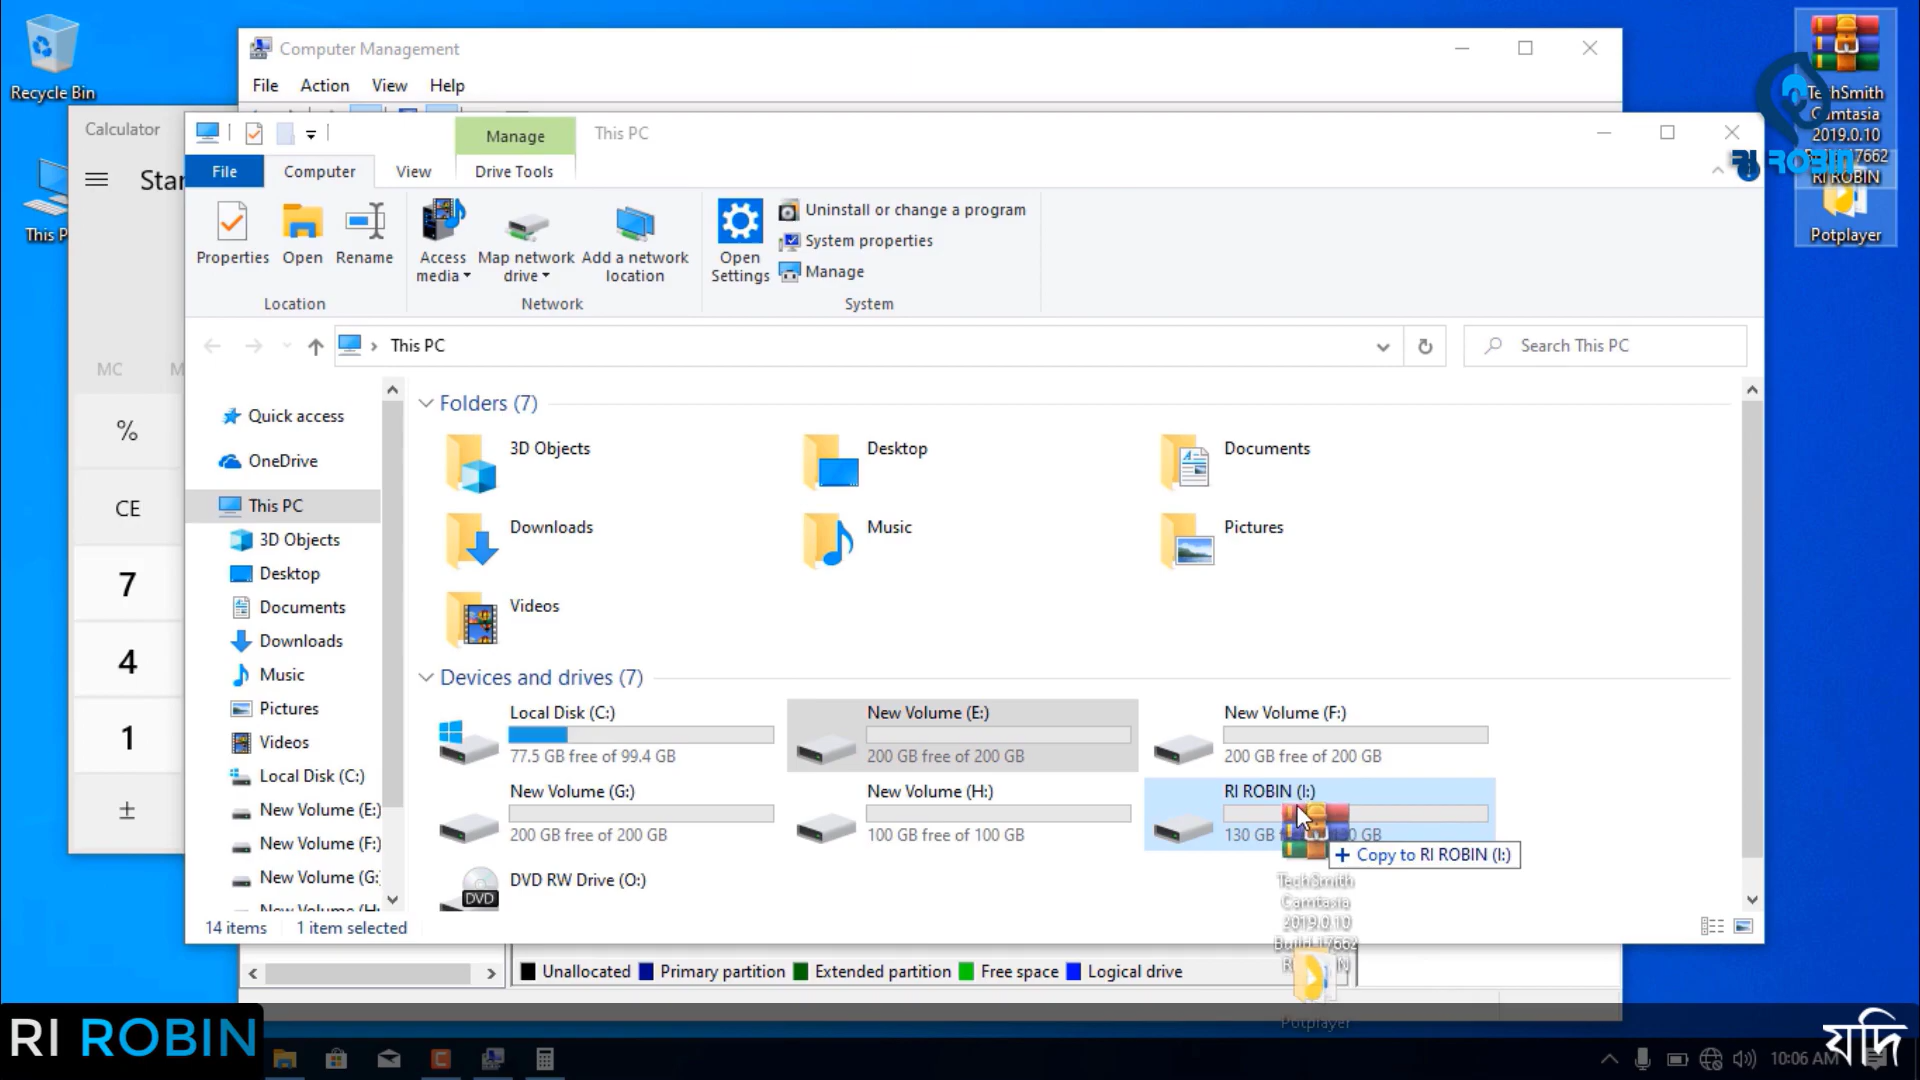 Recycle Bin
This P
Computer Management
File Action View Help
Calculator
Star
MC M
%
CE
7
4
1
±
Manage
This PC
File Computer View Drive Tools
Properties Open Rename
Location
Access media
Map network drive
Add a network location
Network
Open Settings
Uninstall or change a program
System properties
Manage
System
This PC
Search This PC
Quick access
OneDrive
This PC
3D Objects
Desktop
Documents
Downloads
Music
Pictures
Videos
Local Disk (C:)
New Volume (E:)
New Volume (F:)
New Volume (G:
New Volume (H:
Folders (7)
3D Objects
Desktop
Documents
Downloads
Music
Pictures
Videos
Devices and drives (7)
Local Disk (C:)
77.5 GB free of 99.4 GB
New Volume (E:)
200 GB free of 200 GB
New Volume (F:)
200 GB free of 200 GB
New Volume (G:)
200 GB free of 200 GB
New Volume (H:)
100 GB free of 100 GB
RI ROBIN (I:)
130 GB
GB
+ Copy to RI ROBIN (I:)
DVD RW Drive (O:)
DVD
TechSmith
Camtasia
2019.0.10
Build 17662
Potplayer
14 items 1 item selected
Unallocated Primary partition Extended partition Free space Logical drive
TechSmith
Camtasia
2019.0.10
17662
RI ROBIN
RI ROBIN
Potplayer
RI ROBIN
10:06 AM
যদি